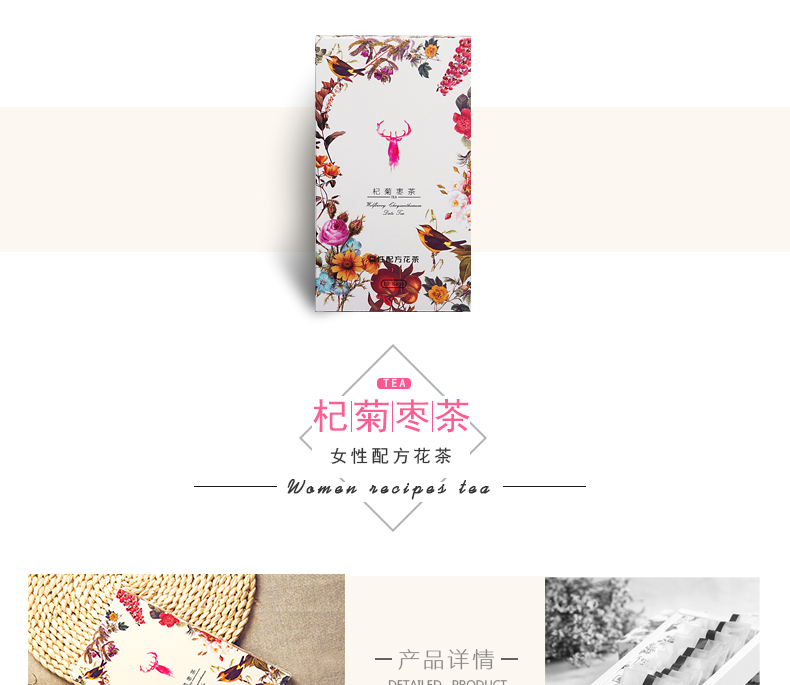 杞菊枣茶
TEA
Wolfberry Chrysanthemum
Date Tea
女性配方花茶
TEA
杞菊枣茶
女性配方花茶
Women recipes tea
产品详情
DETAILED PRODUCT